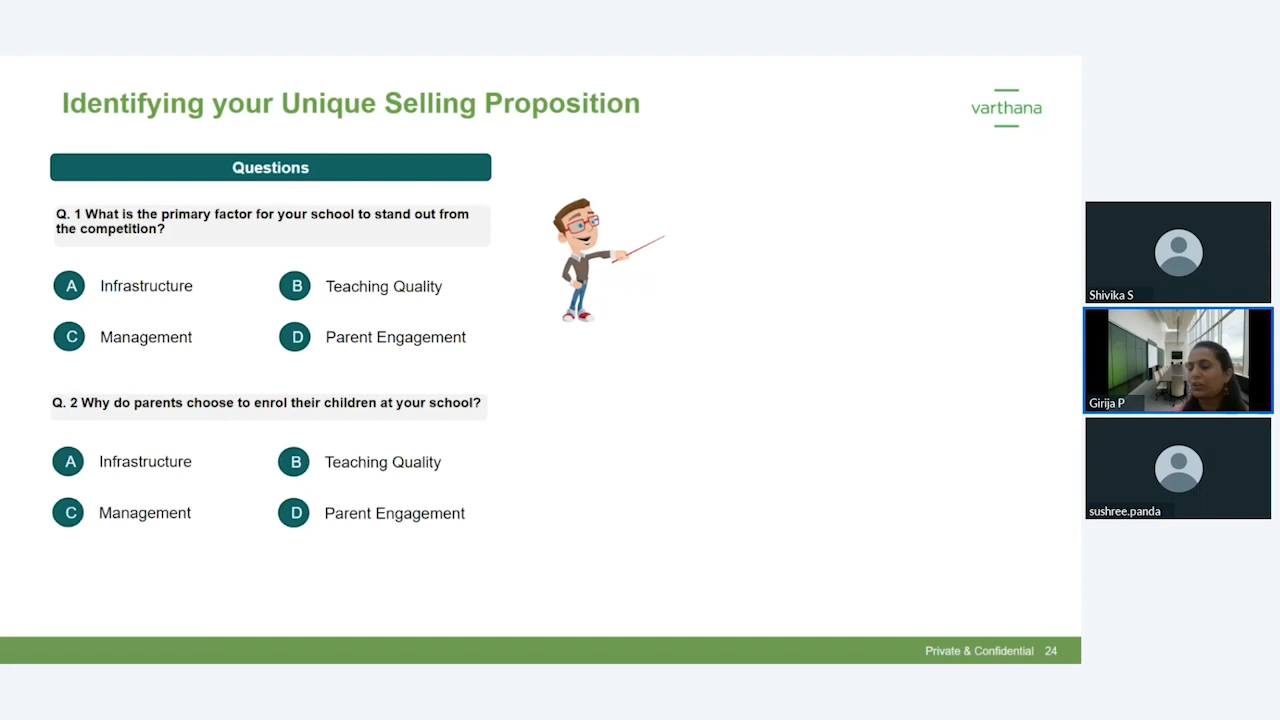 Identifying your Unique Selling Proposition
varthana
Questions
Q. 1 What is the primary factor for your school to stand out from
the competition?
A Infrastructure
B Teaching Quality
C Management
D Parent Engagement
Q. 2 Why do parents choose to enrol their children at your school?
A Infrastructure
B Teaching Quality
C Management
D Parent Engagement
Private & Confidential 24
Shivika S
Girija P
sushree.panda